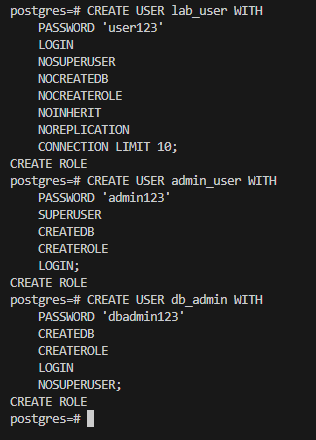 postgres=# CREATE USER lab_user WITH
    PASSWORD 'user123'
    LOGIN
    NOSUPERUSER
    NOCREATEDB
    NOCREATEROLE
    NOINHERIT
    NOREPLICATION
    CONNECTION LIMIT 10;
CREATE ROLE
postgres=# CREATE USER admin_user WITH
    PASSWORD 'admin123'
    SUPERUSER
    CREATEDB
    CREATEROLE
    LOGIN;
CREATE ROLE
postgres=# CREATE USER db_admin WITH
    PASSWORD 'dbadmin123'
    CREATEDB
    CREATEROLE
    LOGIN
    NOSUPERUSER;
CREATE ROLE
postgres=#